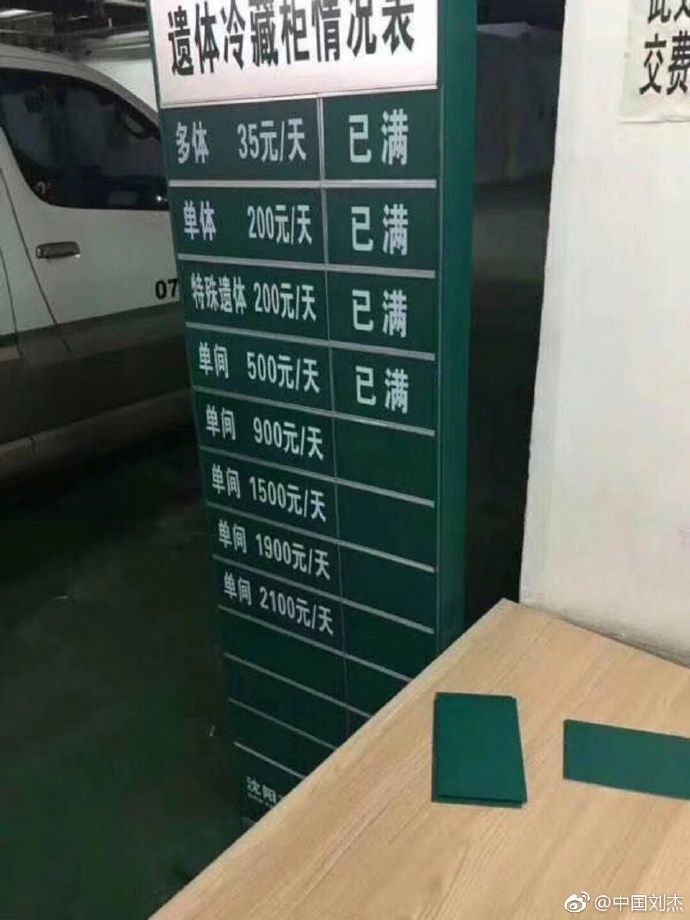 遗体冷藏柜情况表
多体 35元/天 已满
单体 200元/天 已满
特殊遗体 200元/天 已满
单间 500元/天 已满
单间 900元/天
单间 1500元/天
单间 1900元/天
单间 2100元/天
沈阳
交费
07
@中国刘杰